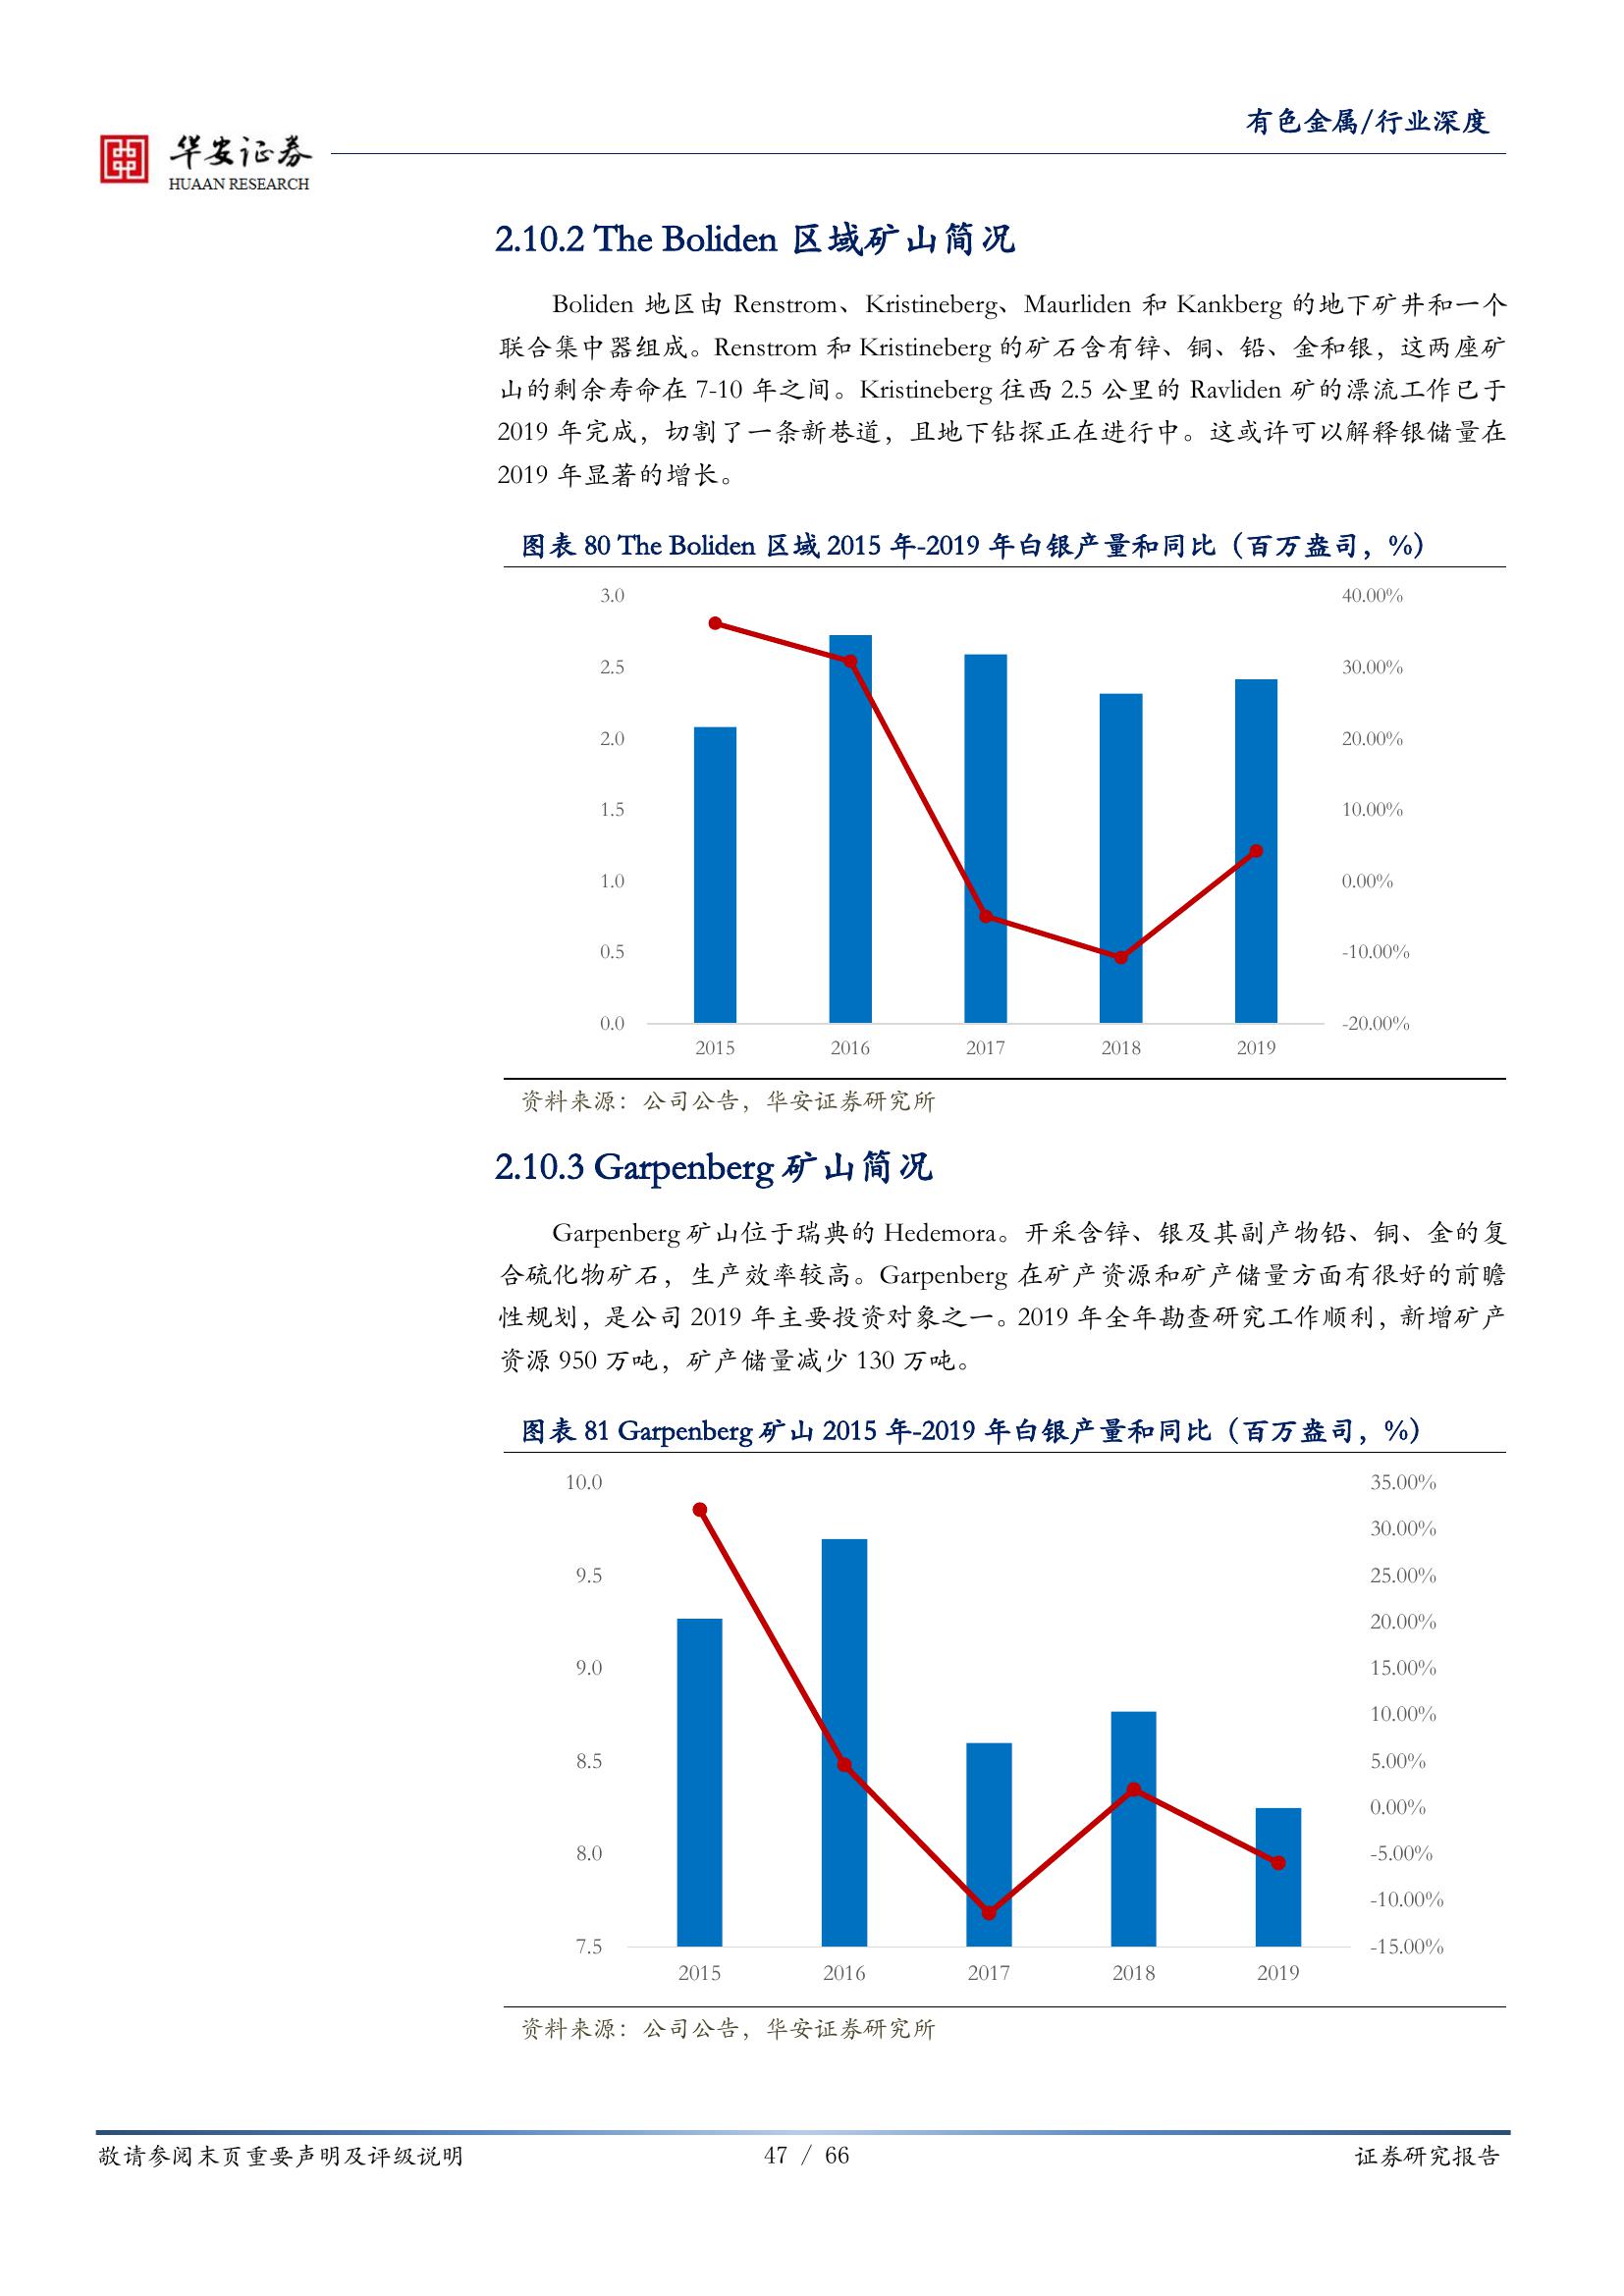 有色金属/行业深度
华安证券
HUAAN RESEARCH
2.10.2 The Boliden 区域矿山简况
Boliden 地区由 Renstrom、Kristineberg、Maurliden 和 Kankberg 的地下矿井和一个
联合集中器组成。Renstrom 和 Kristineberg 的矿石含有锌、铜、铅、金和银，这两座矿
山的剩余寿命在 7-10 年之间。Kristineberg 往西 2.5 公里的 Ravliden 矿的漂流工作已于
2019 年完成，切割了一条新巷道，且地下钻探正在进行中。这或许可以解释银储量在
2019 年显著的增长。
图表 80 The Boliden 区域 2015 年-2019 年白银产量和同比（百万盎司，%）
3.0 40.00%
2.5 30.00%
2.0 20.00%
1.5 10.00%
1.0 0.00%
0.5 -10.00%
0.0 -20.00%
2015 2016 2017 2018 2019
资料来源：公司公告，华安证券研究所
2.10.3 Garpenberg 矿山简况
Garpenberg 矿山位于瑞典的 Hedemora。开采含锌、银及其副产物铅、铜、金的复
合硫化物矿石，生产效率较高。Garpenberg 在矿产资源和矿产储量方面有很好的前瞻
性规划，是公司 2019 年主要投资对象之一。2019 年全年勘查研究工作顺利，新增矿产
资源 950 万吨，矿产储量减少 130 万吨。
图表 81 Garpenberg 矿山 2015 年-2019 年白银产量和同比（百万盎司，%）
10.0 35.00%
30.00%
9.5 25.00%
20.00%
9.0 15.00%
10.00%
8.5 5.00%
0.00%
8.0 -5.00%
-10.00%
7.5 -15.00%
2015 2016 2017 2018 2019
资料来源：公司公告，华安证券研究所
敬请参阅末页重要声明及评级说明 47 / 66 证券研究报告